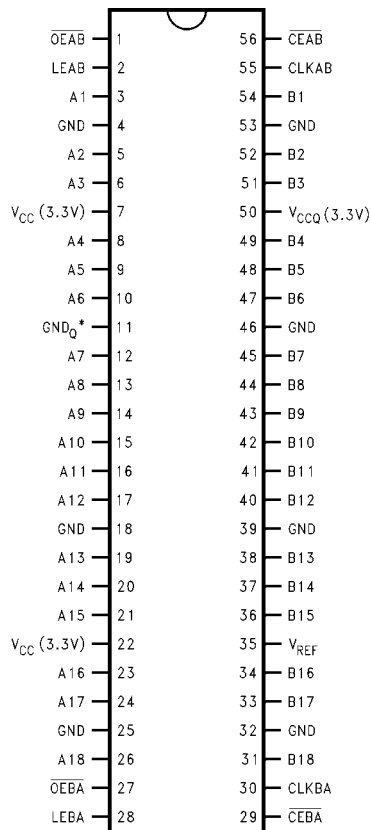 O̅E̅A̅B̅ 1 56 C̅E̅A̅B̅
LEAB 2 55 CLKAB
A1 3 54 B1
GND 4 53 GND
A2 5 52 B2
A3 6 51 B3
VCC (3.3V) 7 50 VCCQ (3.3V)
A4 8 49 B4
A5 9 48 B5
A6 10 47 B6
GNDQ* 11 46 GND
A7 12 45 B7
A8 13 44 B8
A9 14 43 B9
A10 15 42 B10
A11 16 41 B11
A12 17 40 B12
GND 18 39 GND
A13 19 38 B13
A14 20 37 B14
A15 21 36 B15
VCC (3.3V) 22 35 VREF
A16 23 34 B16
A17 24 33 B17
GND 25 32 GND
A18 26 31 B18
O̅E̅B̅A̅ 27 30 CLKBA
LEBA 28 29 C̅E̅B̅A̅